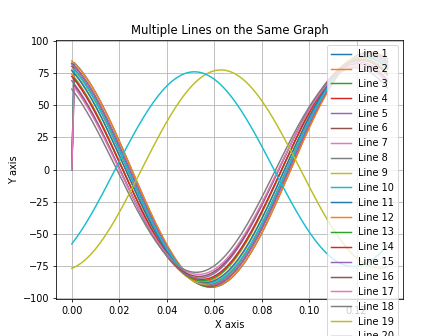 Multiple Lines on the Same Graph
100
75
50
25
0
−25
−50
−75
−100
Y axis
0.00
0.02
0.04
0.06
0.08
0.10
X axis
Line 1
Line 2
Line 3
Line 4
Line 5
Line 6
Line 7
Line 8
Line 9
Line 10
Line 11
Line 12
Line 13
Line 14
Line 15
Line 16
Line 17
Line 18
Line 19
Line 20